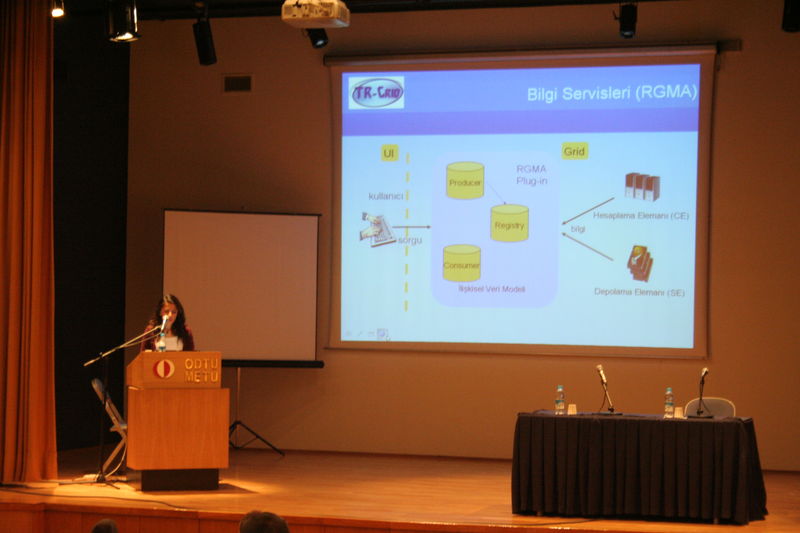 TR-GRID
Bilgi Servisleri (RGMA)
UI
Grid
RGMA
Plug-in
Producer
kullanıcı
Registry
Hesaplama Elemanı (CE)
sorgu
bilgi
Consumer
İlişkisel Veri Modeli
Depolama Elemanı (SE)
ODTÜ
METU